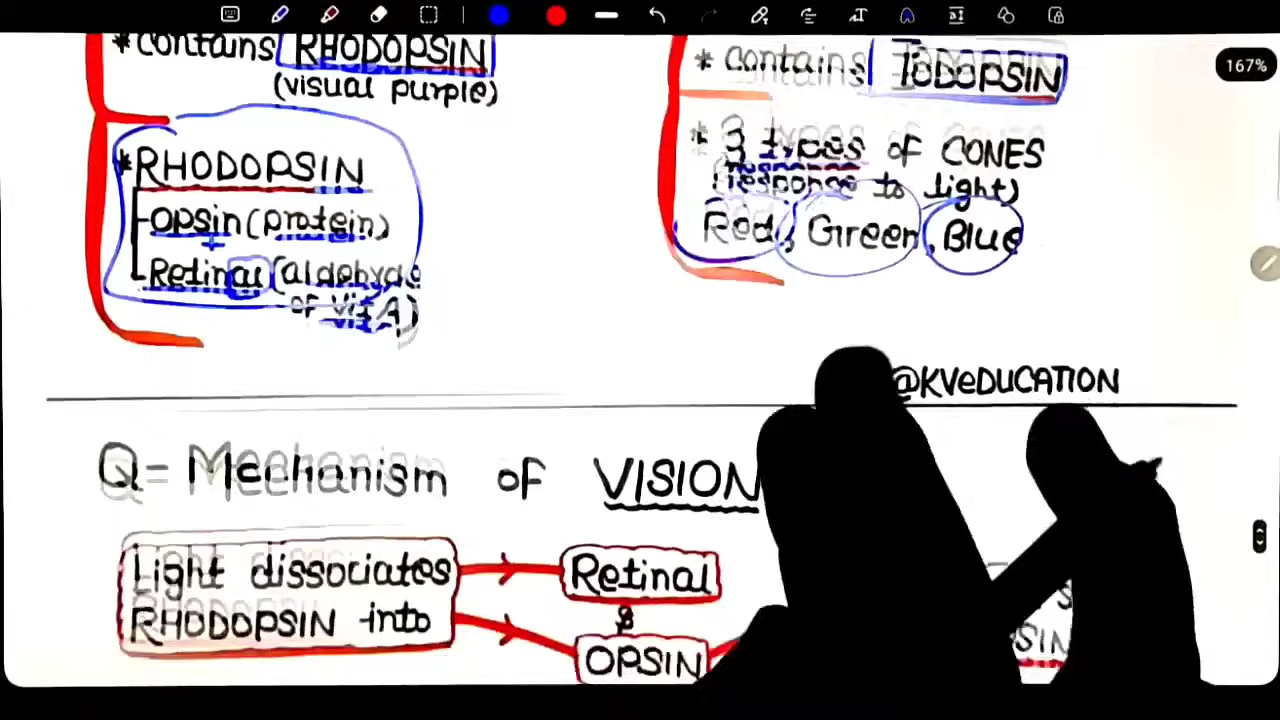 167%
*contains RHODOPSIN
(visual purple)
*RHODOPSIN
Opsin (protein)
+
Retinal (aldehyde
of Vit A)
* contains IODOPSIN
* 3 types of CONES
(response to light)
Red, Green, Blue
@KVEDUCATION
Q= Mechanism of VISION
Light dissociates
RHODOPSIN into
Retinal
&
OPSIN